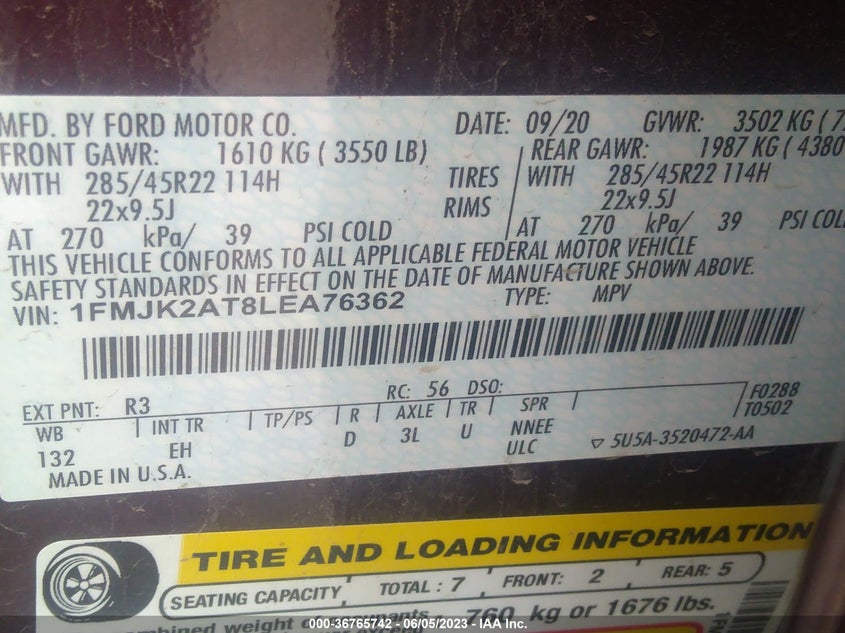 MFD. BY FORD MOTOR CO. DATE: 09/20 GVWR: 3502 KG
FRONT GAWR: 1610 KG ( 3550 LB) REAR GAWR: 1987 KG ( 4380
WITH 285/45R22 114H TIRES WITH 285/45R22 114H
22x9.5J RIMS 22x9.5J
AT 270 kPa/ 39 PSI COLD AT 270 kPa/ 39 PSI
THIS VEHICLE CONFORMS TO ALL APPLICABLE FEDERAL MOTOR VEHICLE
SAFETY STANDARDS IN EFFECT ON THE DATE OF MANUFACTURE SHOWN ABOVE.
VIN: 1FMJK2AT8LEA76362 TYPE: MPV
EXT PNT: R3 RC: 56 DSO: F0288
WB INT TR TP/PS R AXLE TR SPR T0502
132 EH D 3L U NNEE
ULC 5U5A-3520472-AA
MADE IN U.S.A.
TIRE AND LOADING INFORMATION
SEATING CAPACITY TOTAL : 7 FRONT: 2 REAR: 5
760 kg or 1676 lbs.
000-36765742 - 06/05/2023 - IAA Inc.